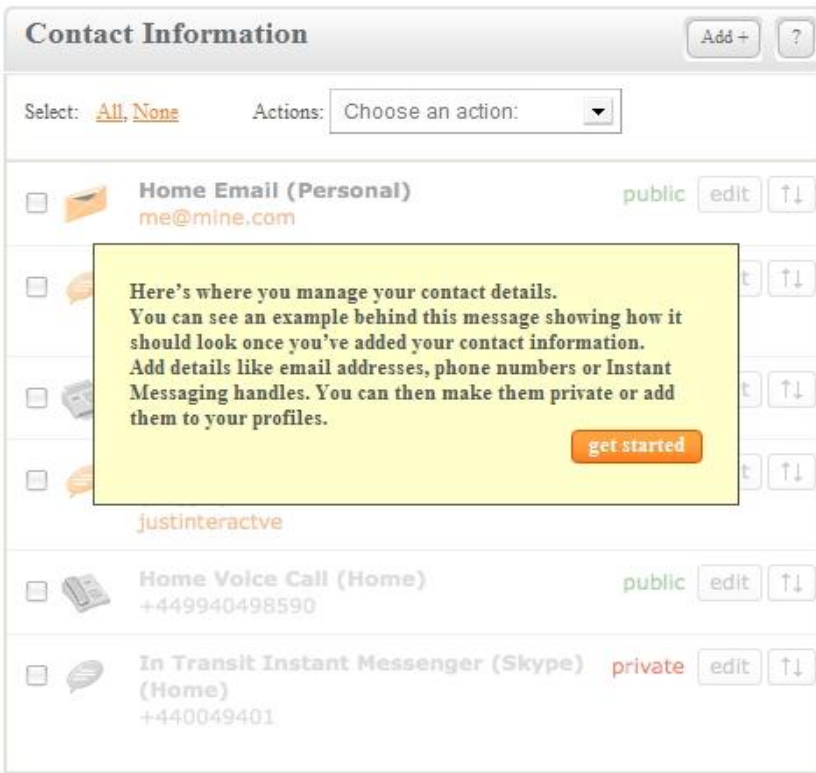 Contact Information
Add +
?
Select: All, None
Actions: Choose an action:
Home Email (Personal)
public
edit
↑↓
me@mine.com
Here's where you manage your contact details.
You can see an example behind this message showing how it
should look once you've added your contact information.
Add details like email addresses, phone numbers or Instant
Messaging handles. You can then make them private or add
them to your profiles.
get started
t
↑↓
t
↑↓
t
↑↓
justinteractve
Home Voice Call (Home)
public
edit
↑↓
+449940498590
In Transit Instant Messenger (Skype)
private
edit
↑↓
(Home)
+440049401